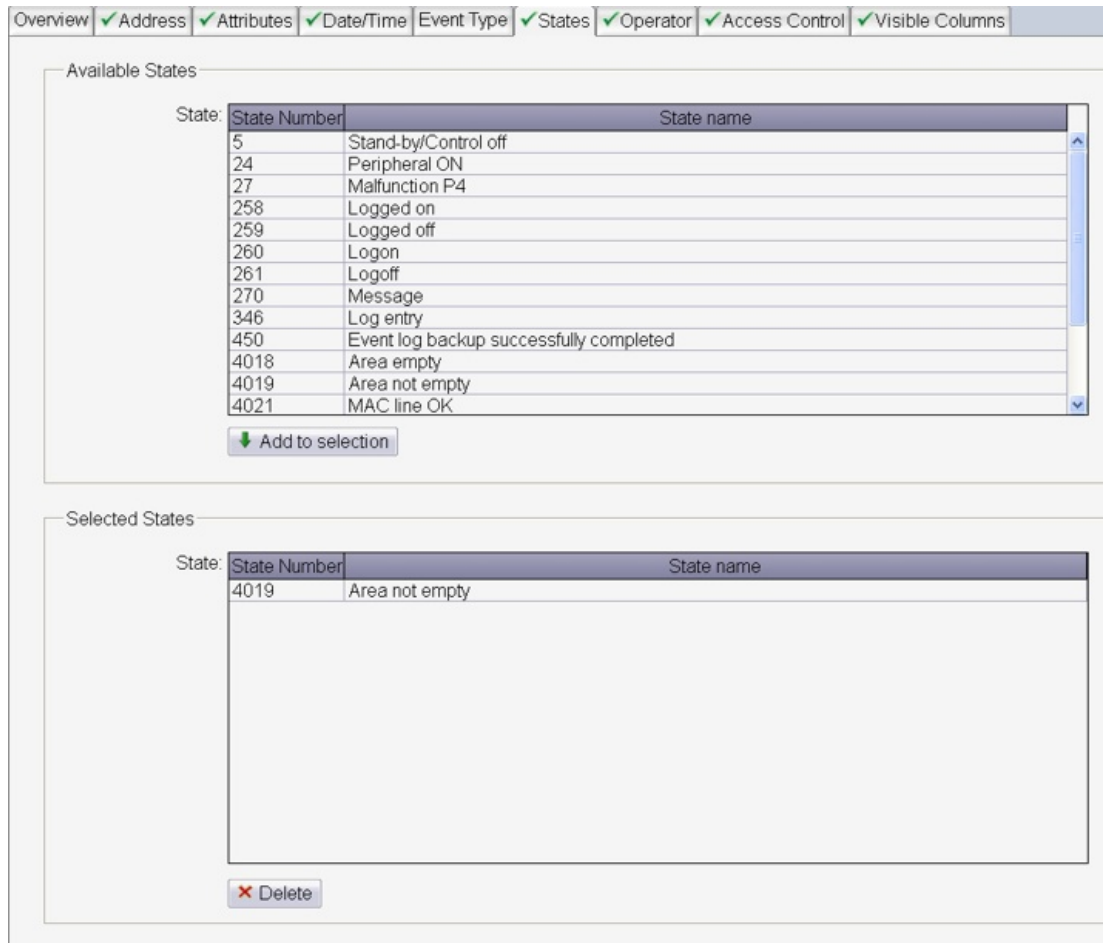 Overview Address Attributes Date/Time Event Type States Operator Access Control Visible Columns
Available States
State: State Number State name
5 Stand-by/Control off
24 Peripheral ON
27 Malfunction P4
258 Logged on
259 Logged off
260 Logon
261 Logoff
270 Message
346 Log entry
450 Event log backup successfully completed
4018 Area empty
4019 Area not empty
4021 MAC line OK
Add to selection
Selected States
State: State Number State name
4019 Area not empty
Delete